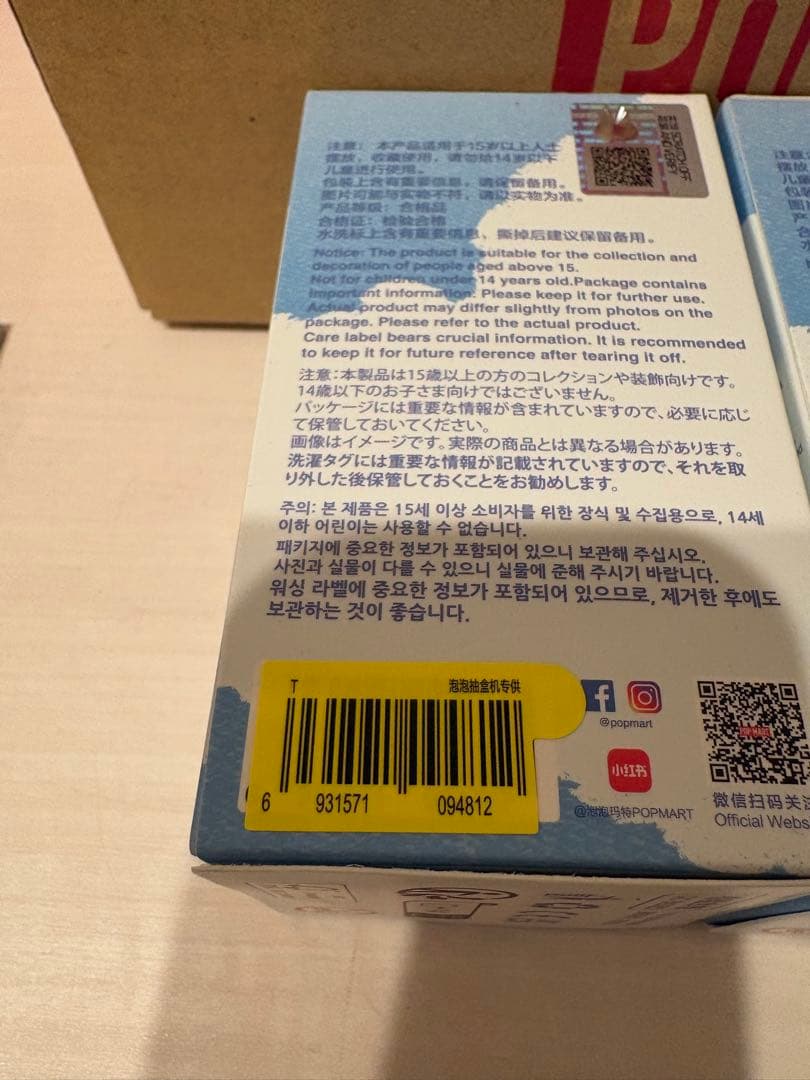 PO
注意： 本产品适用于15岁以上人士
摆放，收藏使用，请勿给14岁以下
儿童进行使用。
包装上含有重要信息，请保留备用。
图片可能与实物不符，请以实物为准。
产品等级：合格品
合格证：检验合格
水洗标上含有重要信息，撕掉后建议保留备用。
Notice: The product is suitable for the collection and
decoration of people aged above 15.
Not for children under 14 years old.Package contains
important information. Please keep it for further use.
Actual product may differ slightly from photos on the
package. Please refer to the actual product.
Care label bears crucial information. It is recommended
to keep it for future reference after tearing it off.
注意：本製品は15歳以上の方のコレクションや装飾向けです。
14歳以下のお子さま向けではございません。
パッケージには重要な情報が含まれていますので、必要に応じ
て保管しておいてください。
画像はイメージです。実際の商品とは異なる場合があります。
洗濯タグには重要な情報が記載されていますので、それを取
り外した後保管しておくことをお勧めします。
주의: 본 제품은 15세 이상 소비자를 위한 장식 및 수집용으로, 14세
이하 어린이는 사용할 수 없습니다.
패키지에 중요한 정보가 포함되어 있으니 보관해 주십시오.
사진과 실물이 다를 수 있으니 실물에 준해 주시기 바랍니다.
워싱 라벨에 중요한 정보가 포함되어 있으므로, 제거한 후에도
보관하는 것이 좋습니다.
T 泡泡抽盒机专供
6 931571 094812
@popmart
小红书
@泡泡玛特POPMART
POP MART
微信扫码关注
Official Webs
注意
摆放
儿童
包
图